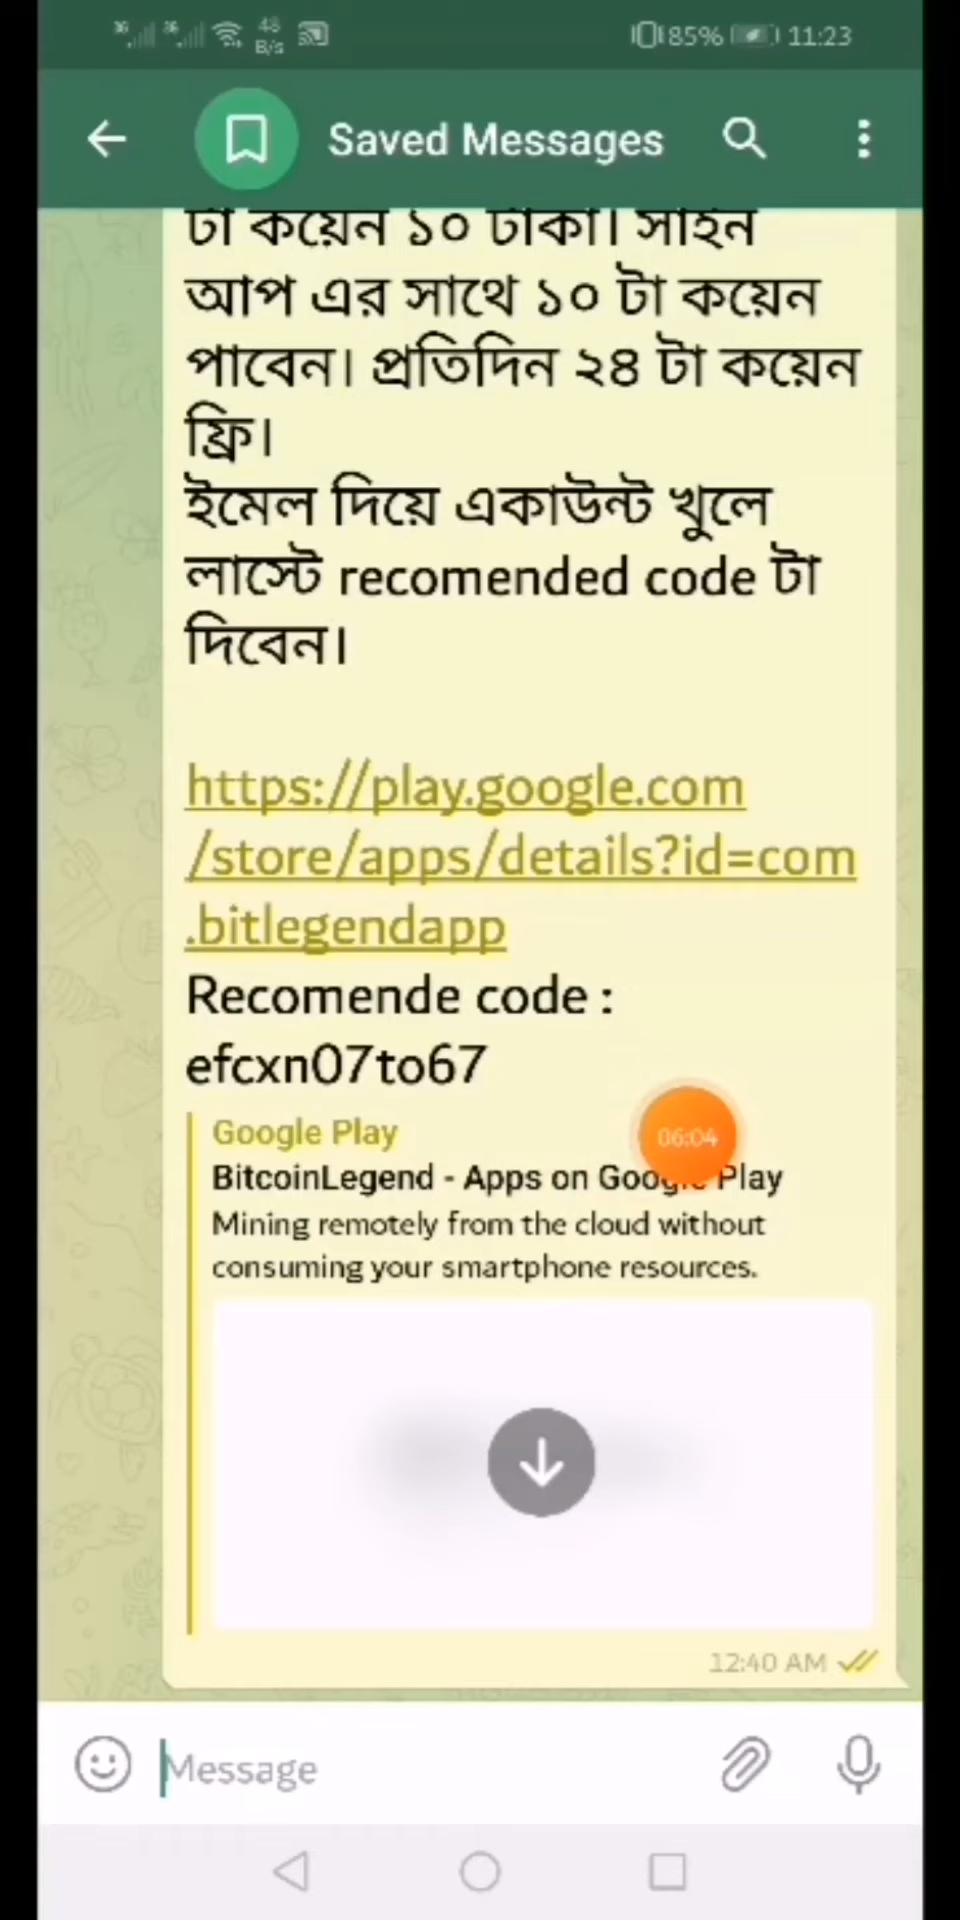 48
B/s
85%
11:23
Saved Messages
টা কয়েন ১০ টাকা। সাইন
আপ এর সাথে ১০ টা কয়েন
পাবেন। প্রতিদিন ২৪ টা কয়েন
ফ্রি।
ইমেল দিয়ে একাউন্ট খুলে
লাস্টে recomended code টা
দিবেন।
https://play.google.com
/store/apps/details?id=com
.bitlegendapp
Recomende code :
efcxn07to67
Google Play
06:04
BitcoinLegend - Apps on Google Play
Mining remotely from the cloud without
consuming your smartphone resources.
12:40 AM
Message